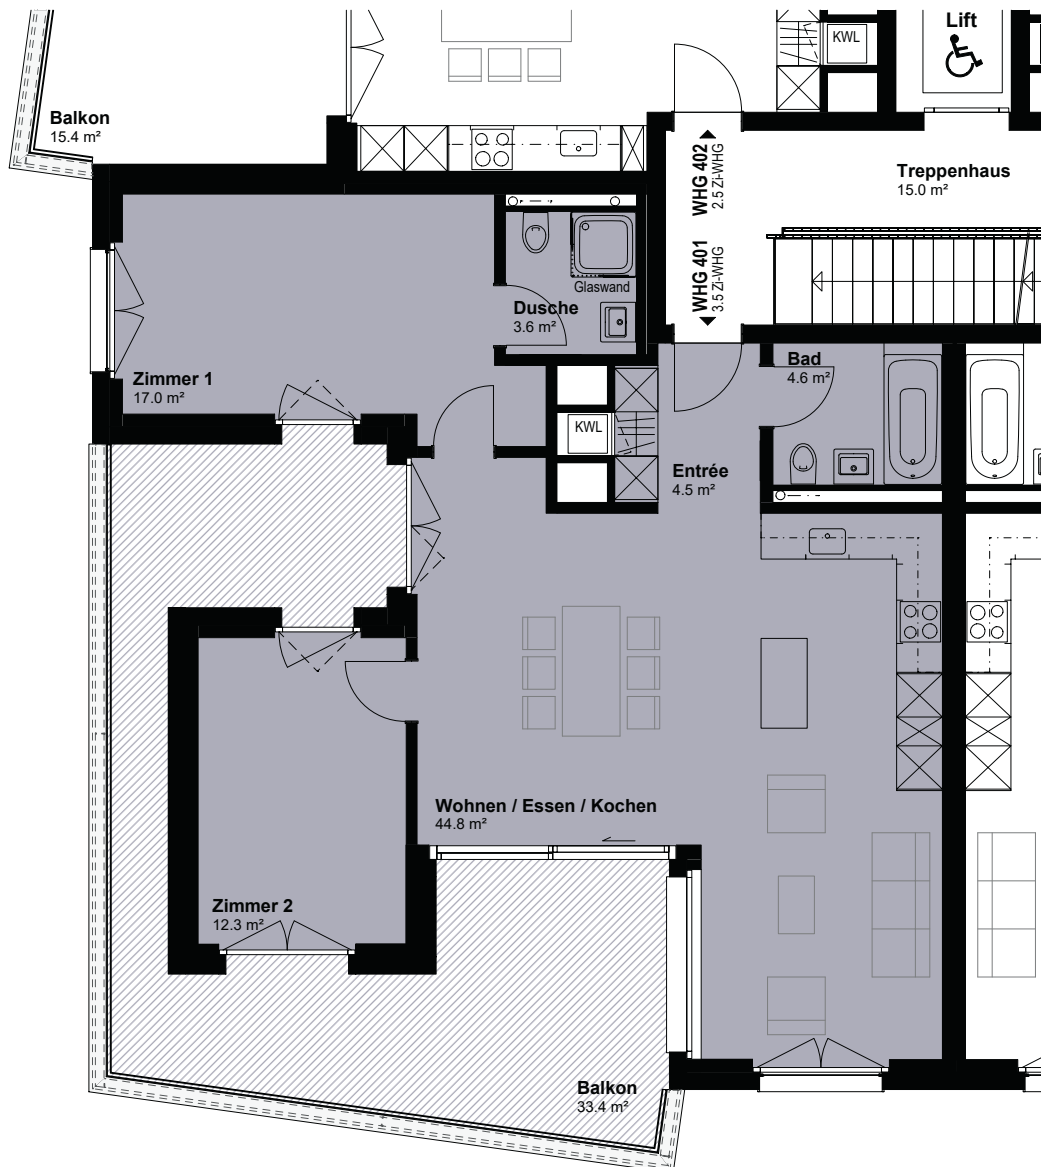 Lift
KWL
Balkon
15.4 m²
WHG 402
2.5 Zi-WHG
Treppenhaus
15.0 m²
WHG 401
3.5 Zi-WHG
Glaswand
Dusche
3.6 m²
Bad
4.6 m²
Zimmer 1
17.0 m²
KWL
Entrée
4.5 m²
Wohnen / Essen / Kochen
44.8 m²
Zimmer 2
12.3 m²
Balkon
33.4 m²